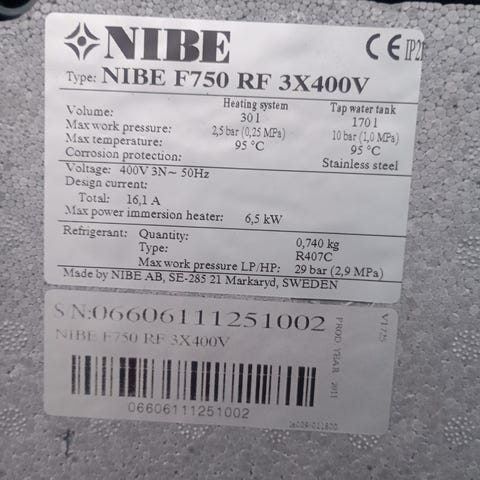 NIBE
CE IP21
Type: NIBE F750 RF 3X400V
Heating system Tap water tank
Volume: 30 l 170 l
Max work pressure: 2,5 bar (0,25 MPa) 10 bar (1,0 MPa)
Max temperature: 95 °C 95 °C
Corrosion protection: Stainless steel
Voltage: 400V 3N~ 50Hz
Design current:
Total: 16,1 A
Max power immersion heater: 6,5 kW
Refrigerant: Quantity: 0,740 kg
Type: R407C
Max work pressure LP/HP: 29 bar (2,9 MPa)
Made by NIBE AB, SE-285 21 Markaryd, SWEDEN
S N:06606111251002
NIBE F750 RF 3X400V
06606111251002
PROD. YEAR. 2011